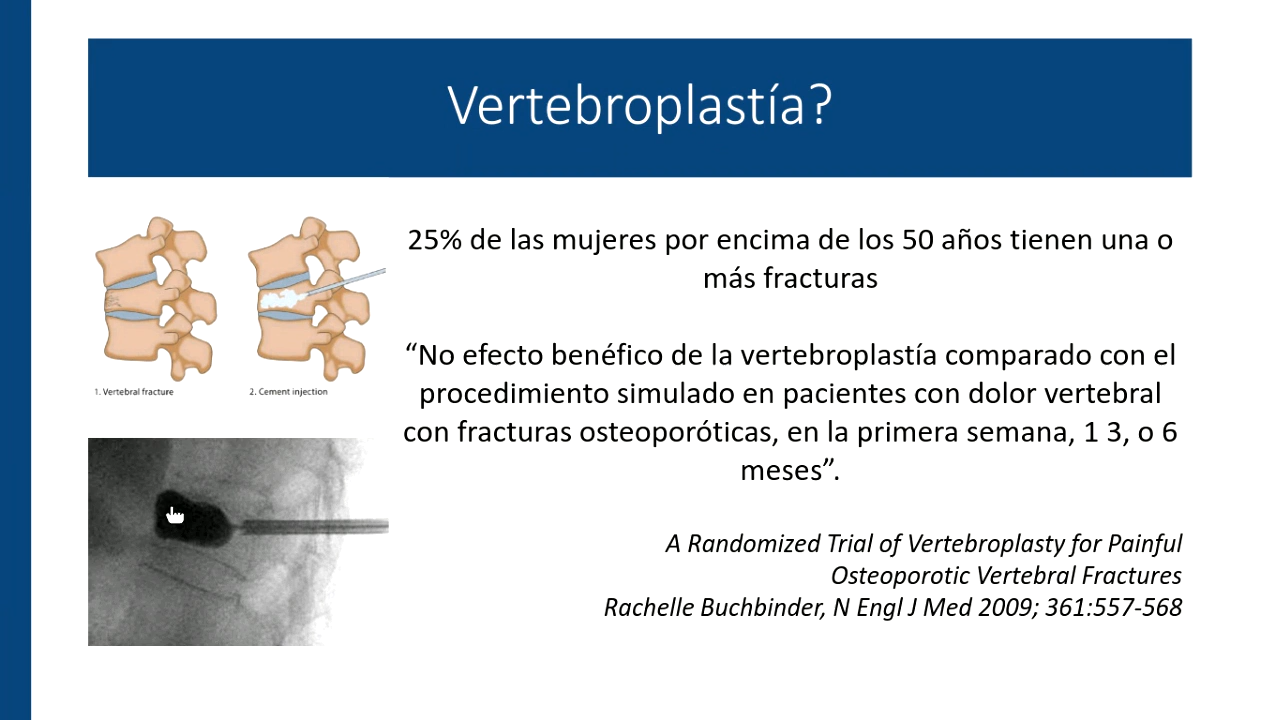 Vertebroplastía?
1. Vertebral fracture
2. Cement injection
25% de las mujeres por encima de los 50 años tienen una o
más fracturas
“No efecto benéfico de la vertebroplastía comparado con el
procedimiento simulado en pacientes con dolor vertebral
con fracturas osteoporóticas, en la primera semana, 1 3, o 6
meses”.
A Randomized Trial of Vertebroplasty for Painful
Osteoporotic Vertebral Fractures
Rachelle Buchbinder, N Engl J Med 2009; 361:557-568